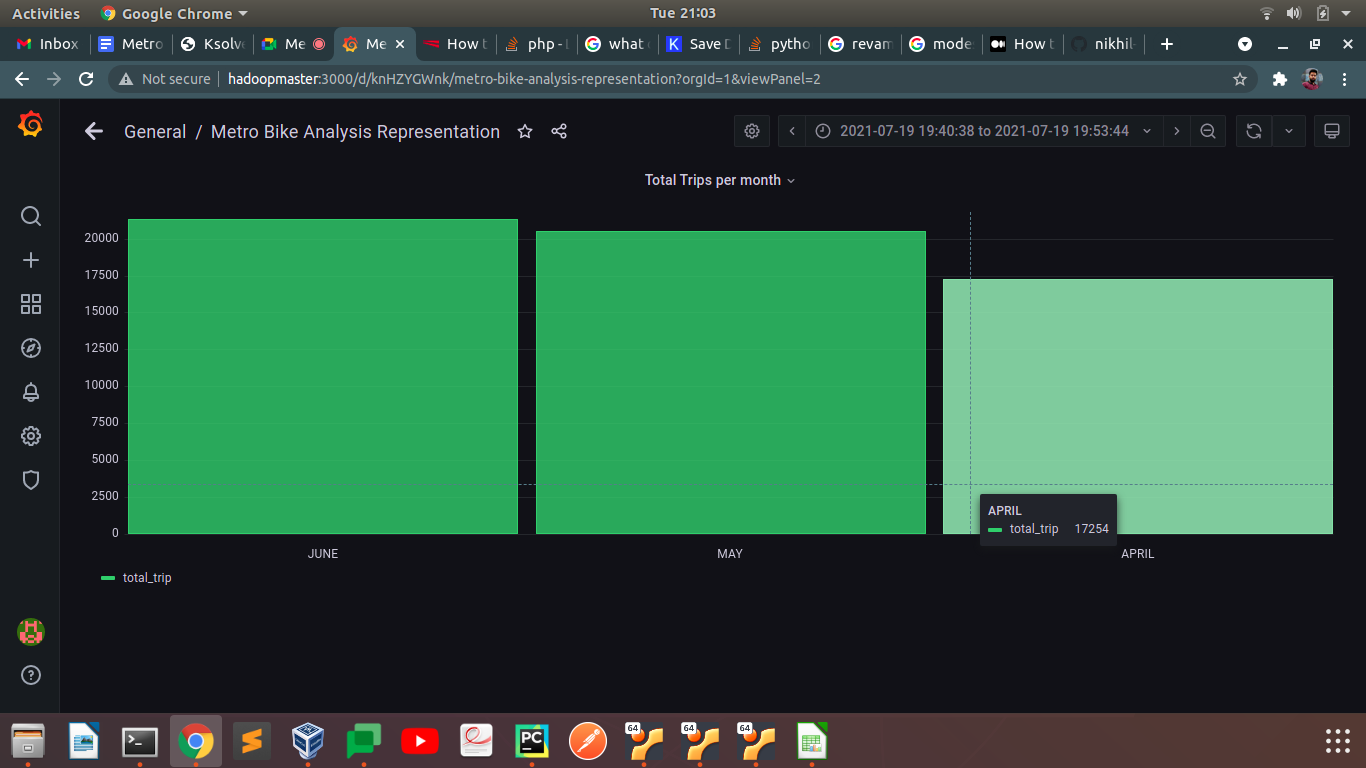 Activities Google Chrome Tue 21:03
Inbox Metro Ksolve Me Me How t php - L what Save D pytho revam mode How t nikhil-
Not secure hadoopmaster:3000/d/knHZYGWnk/metro-bike-analysis-representation?orgId=1&viewPanel=2
General / Metro Bike Analysis Representation 2021-07-19 19:40:38 to 2021-07-19 19:53:44
Total Trips per month
20000
17500
15000
12500
10000
7500
5000
2500
0
APRIL
total_trip 17254
JUNE MAY APRIL
total_trip
PC 64 64 64